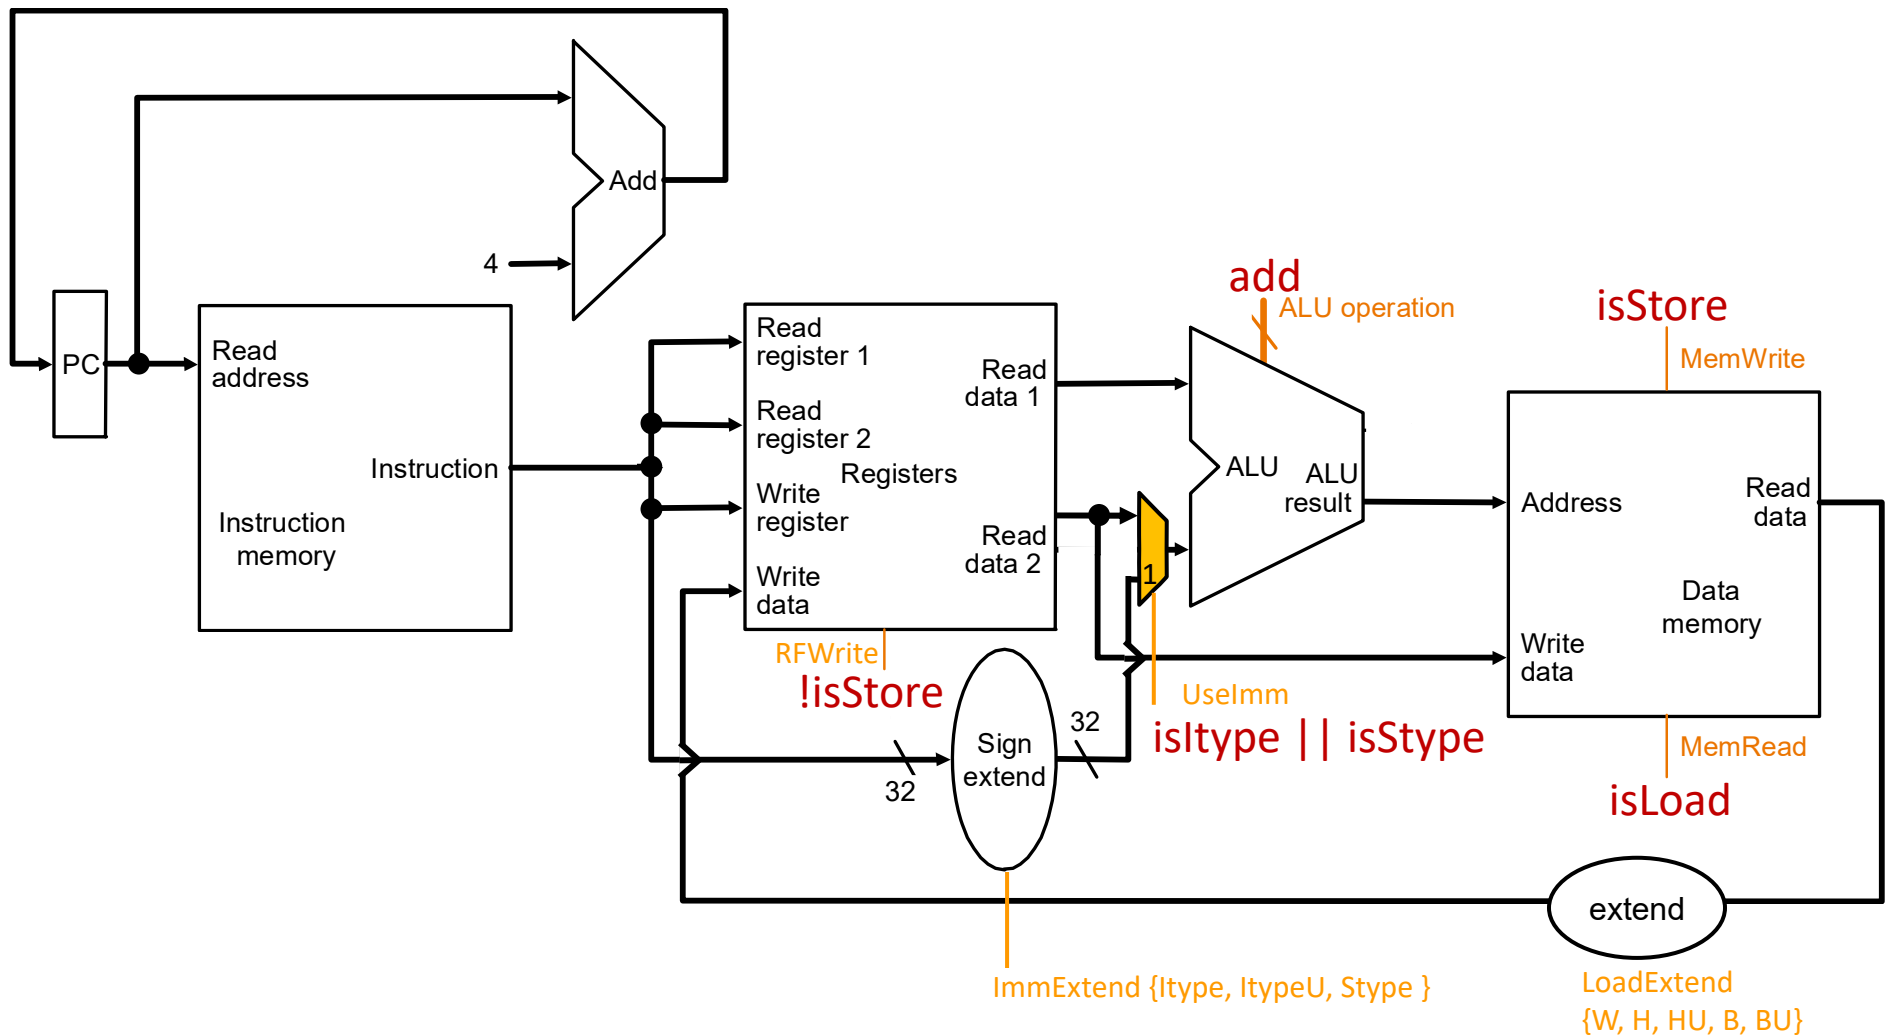 Add
4
PC
Read
address
Instruction
Instruction
memory
Read
register 1
Read
register 2
Write
register
Write
data
Registers
Read
data 1
Read
data 2
RFWrite
!isStore
Sign
extend
32
32
ImmExtend {Itype, ItypeU, Stype }
1
UseImm
isItype || isStype
add
ALU operation
ALU
ALU
result
isStore
MemWrite
Address
Read
data
Data
memory
Write
data
MemRead
isLoad
extend
LoadExtend
{W, H, HU, B, BU}